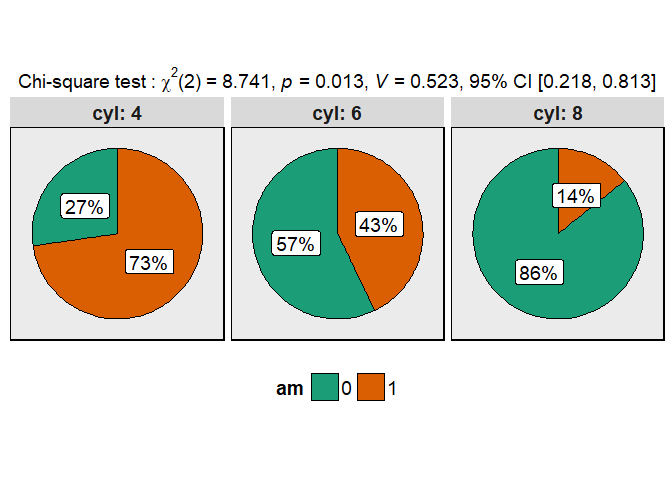 Chi-square test : χ²(2) = 8.741, p = 0.013, V = 0.523, 95% CI [0.218, 0.813]
cyl: 4 cyl: 6 cyl: 8
27% 73% 57% 43% 14% 86%
am 0 1